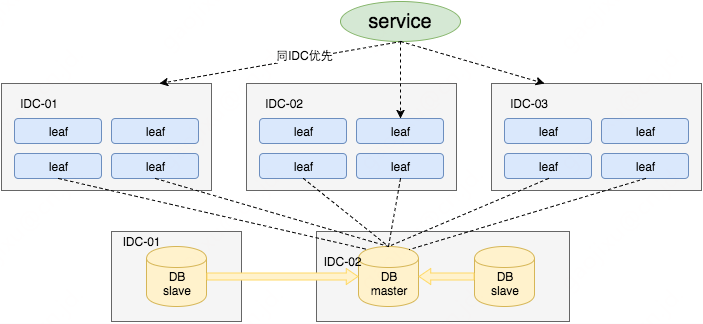 service
同IDC优先
IDC-01
leaf
leaf
leaf
leaf
IDC-02
leaf
leaf
leaf
leaf
IDC-03
leaf
leaf
leaf
leaf
IDC-01
DB
slave
IDC-02
DB
master
DB
slave